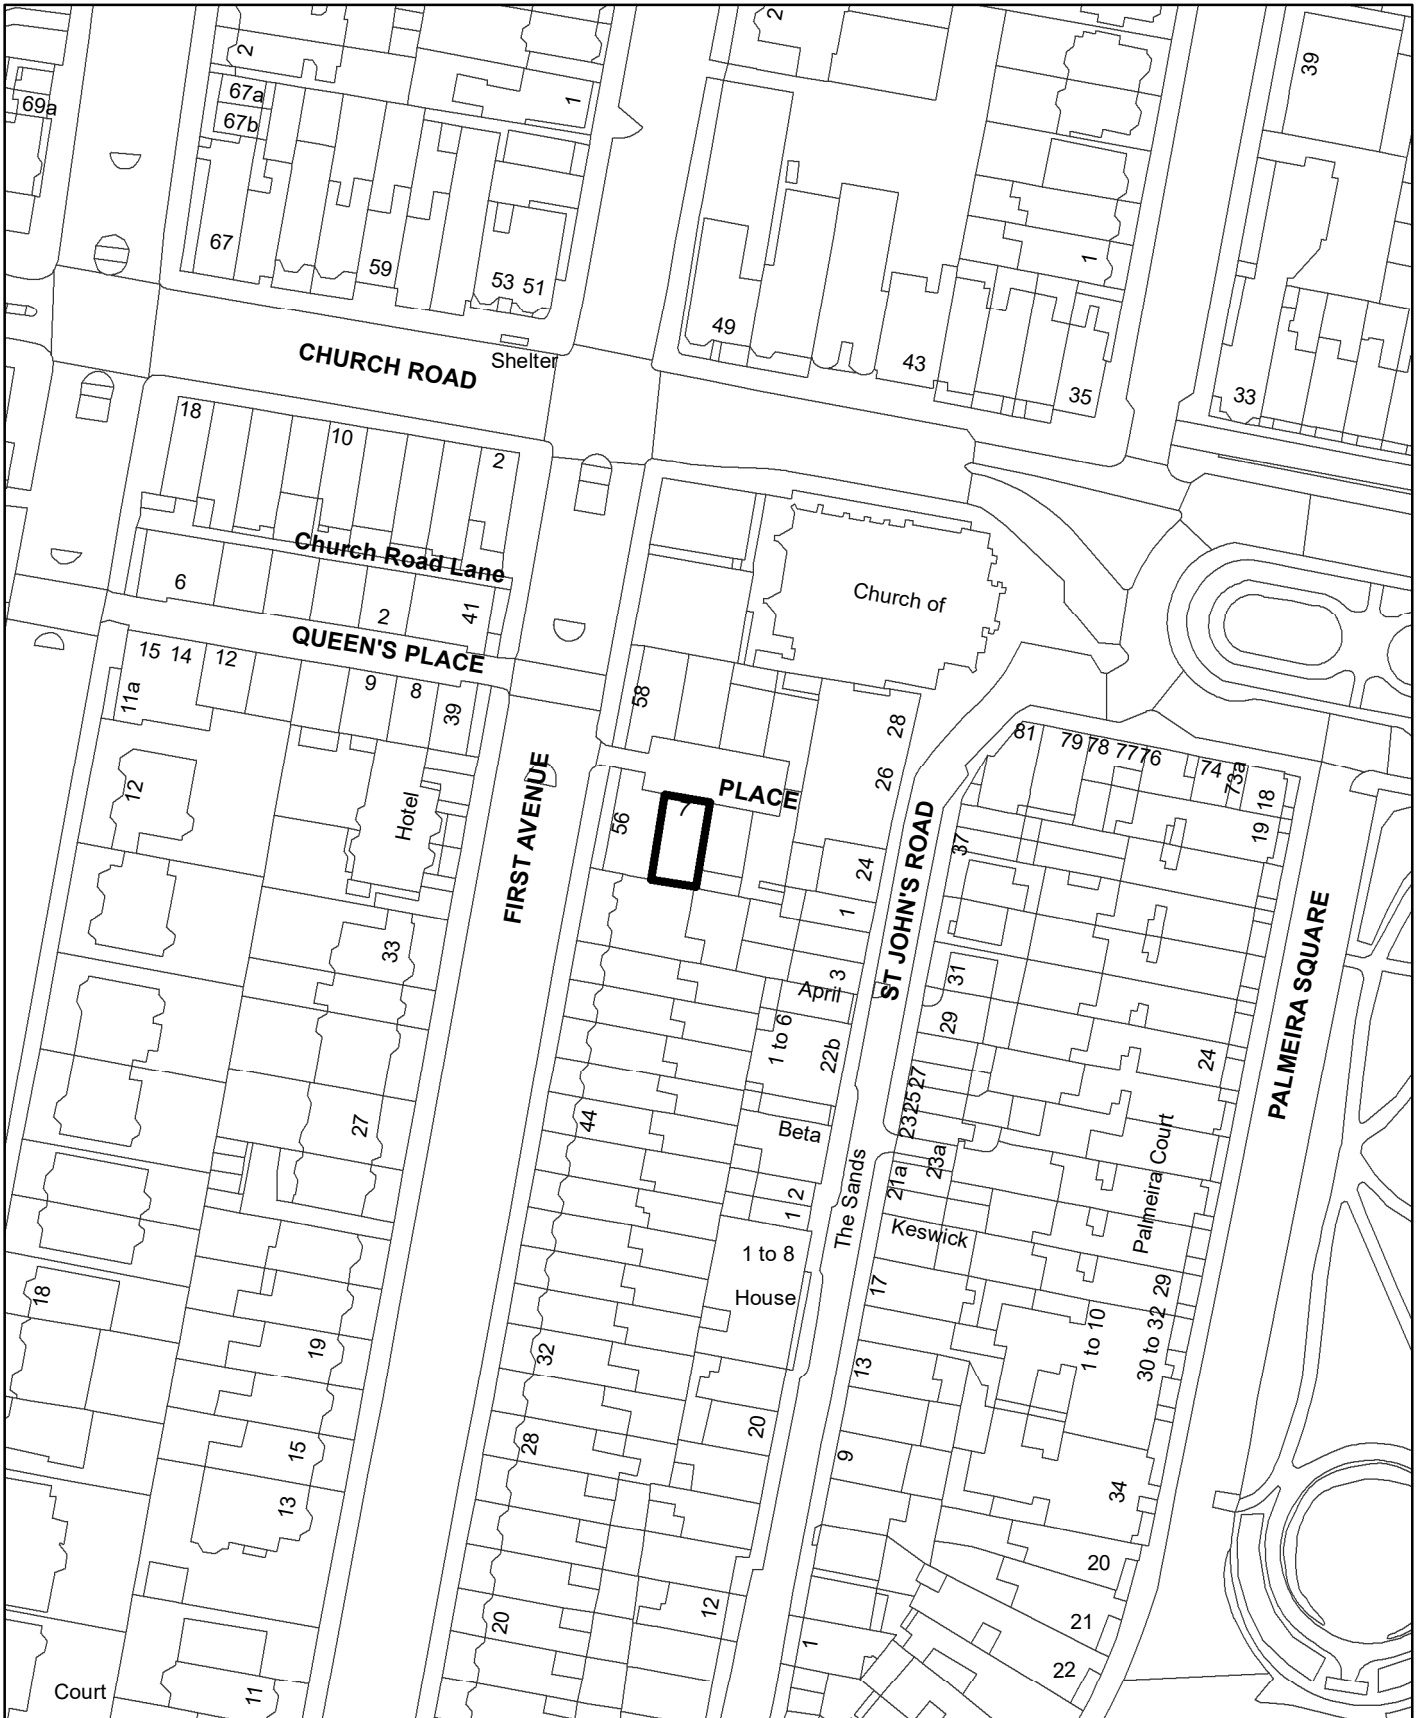 2
2
39
69a
67a
67b
1
67
59
53 51
1
49
43
35
33
CHURCH ROAD
Shelter
18
10
2
Church Road Lane
6
2
41
QUEEN'S PLACE
Church of
15 14
12
9
8
39
11a
58
28
26
81
79
78
77
76
74
73a
18
19
12
Hotel
FIRST AVENUE
56
7
PLACE
24
ST JOHN'S ROAD
37
1
33
3
April
31
29
1 to 6
22b
PALMEIRA SQUARE
24
27
44
27
25
23
Beta
23a
21a
Palmeira Court
The Sands
2
1
Keswick
1 to 8
House
17
29
18
19
32
13
1 to 10
30 to 32
15
28
20
9
34
13
20
20
12
21
1
22
Court
11